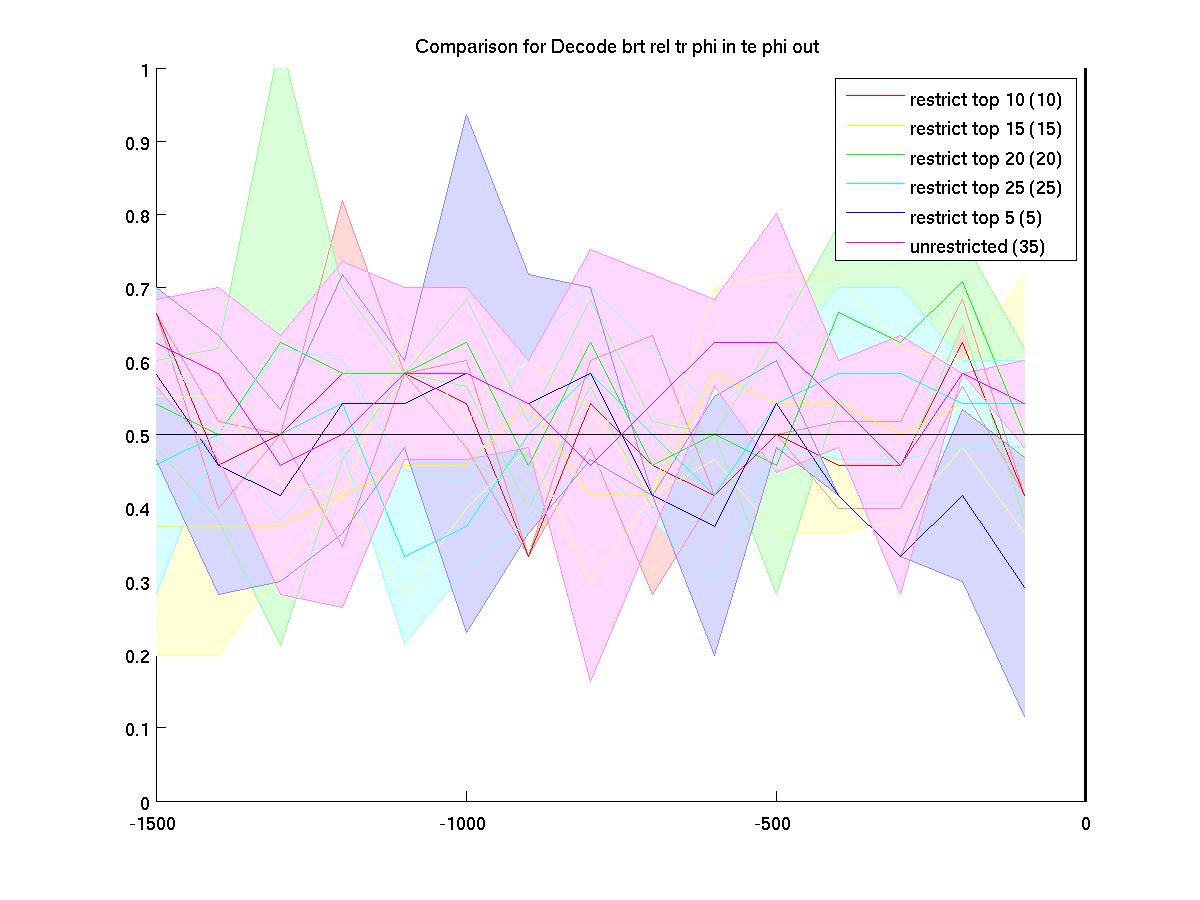 Comparison for Decode brt rel tr phi in te phi out
1
0.9
0.8
0.7
0.6
0.5
0.4
0.3
0.2
0.1
0
-1500
-1000
-500
0
restrict top 10 (10)
restrict top 15 (15)
restrict top 20 (20)
restrict top 25 (25)
restrict top 5 (5)
unrestricted (35)